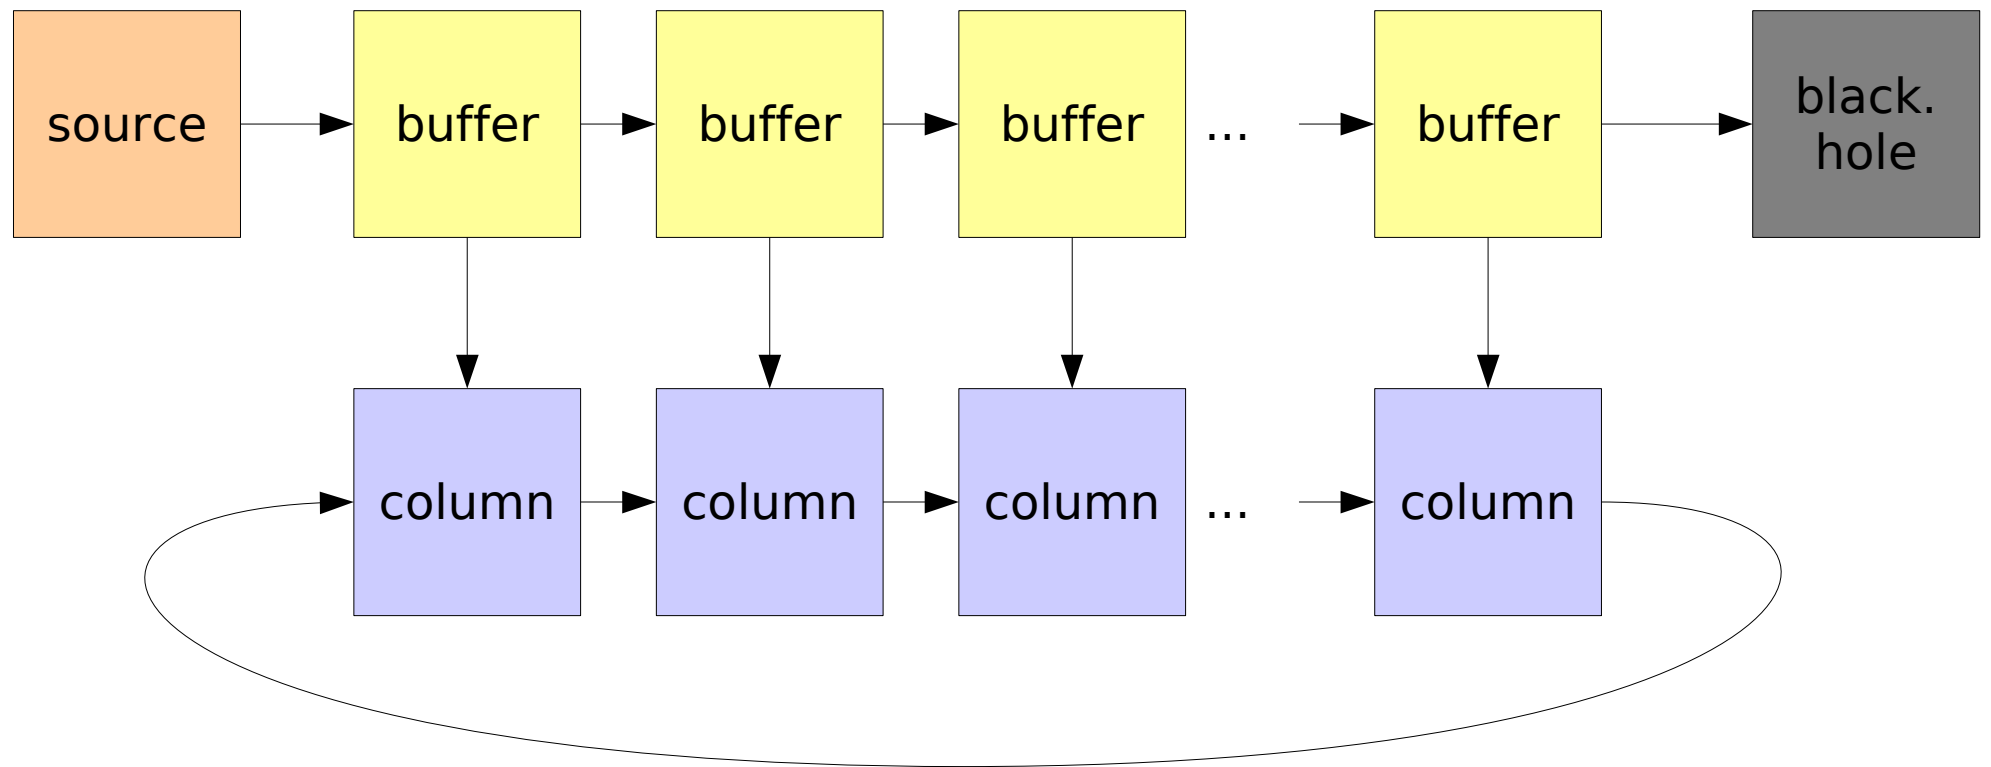 source
buffer
buffer
buffer
...
buffer
black.
hole
column
column
column
...
column